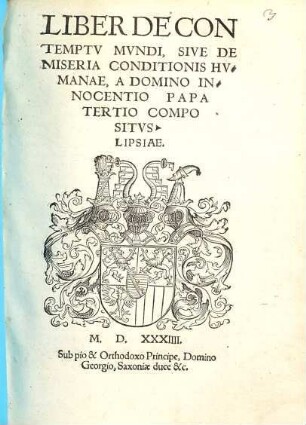 LIBER DE CON
TEMPTV MVNDI, SIVE DE
MISERIA CONDITIONIS HV⸗
MANAE, A DOMINO IN⸗
NOCENTIO PAPA
TERTIO COMPO
SITVS
LIPSIAE.
M. D. XXXIIII.
Sub pio & Orthodoxo Principe, Domino
Georgio, Saxoniæ duce &c.